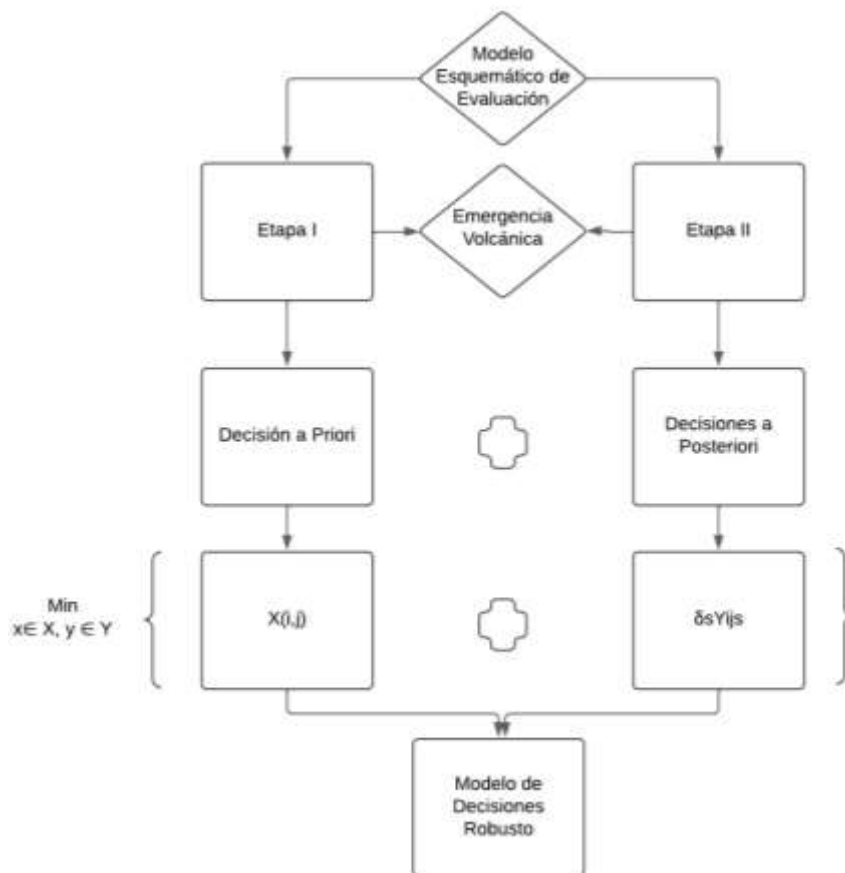 Modelo
Esquemático de
Evaluación
Etapa I
Emergencia
Volcánica
Etapa II
Decisión a Priori
Decisiones a
Posteriori
Min
x∈ X, y ∈ Y
X(i,j)
δsYijs
Modelo de
Decisiones
Robusto